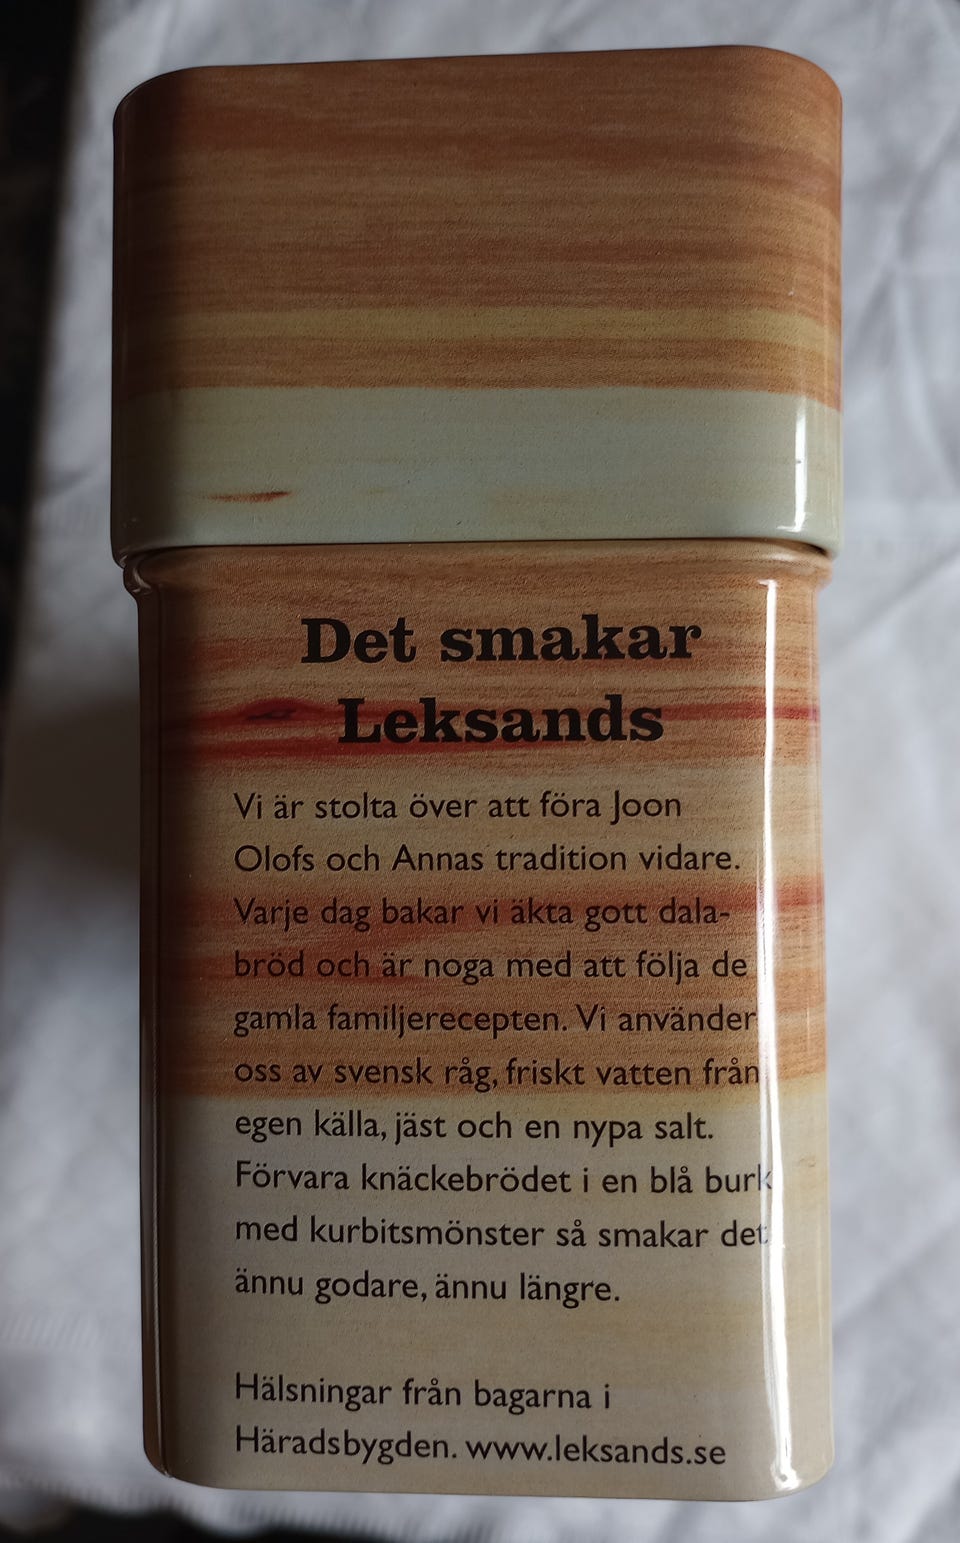 Det smakar
Leksands
Vi är stolta över att föra Joon
Olofs och Annas tradition vidare.
Varje dag bakar vi äkta gott dala-
bröd och är noga med att följa de
gamla familjerecepten. Vi använder
oss av svensk råg, friskt vatten från
egen källa, jäst och en nypa salt.
Förvara knäckebrödet i en blå burk
med kurbitsmönster så smakar det
ännu godare, ännu längre.
Hälsningar från bagarna i
Häradsbygden. www.leksands.se